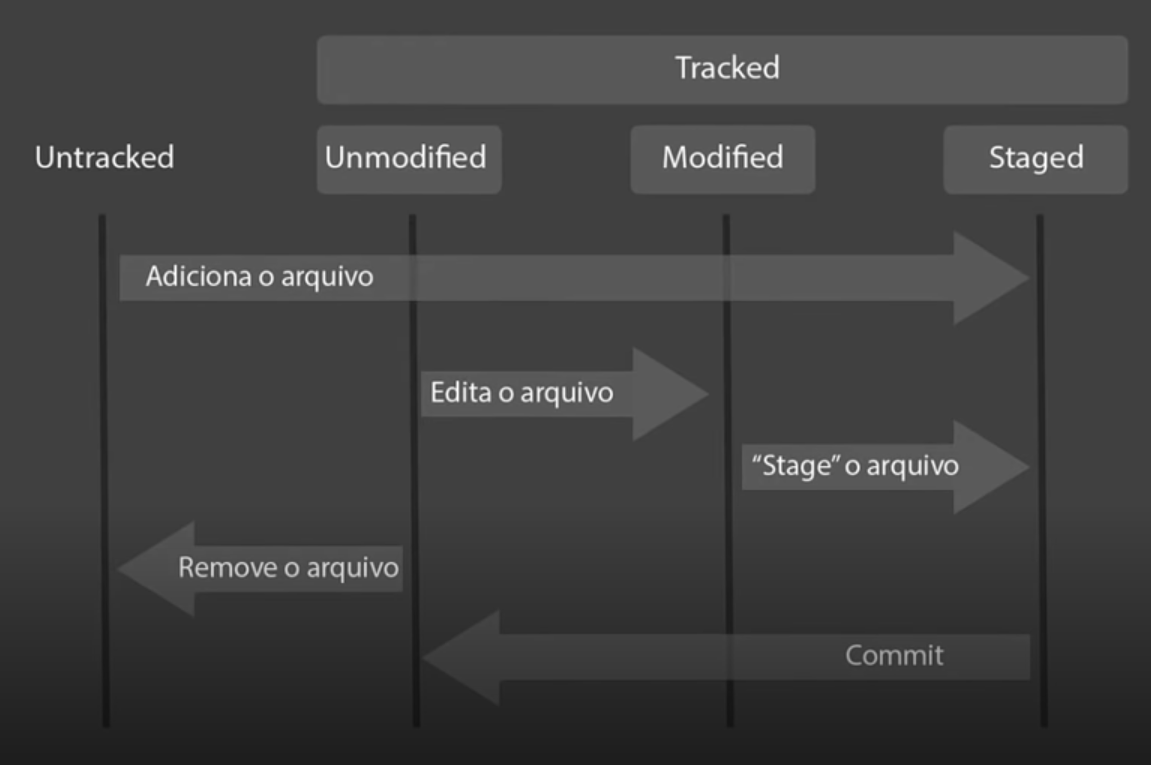 Tracked
Untracked
Unmodified
Modified
Staged
Adiciona o arquivo
Edita o arquivo
“Stage” o arquivo
Remove o arquivo
Commit